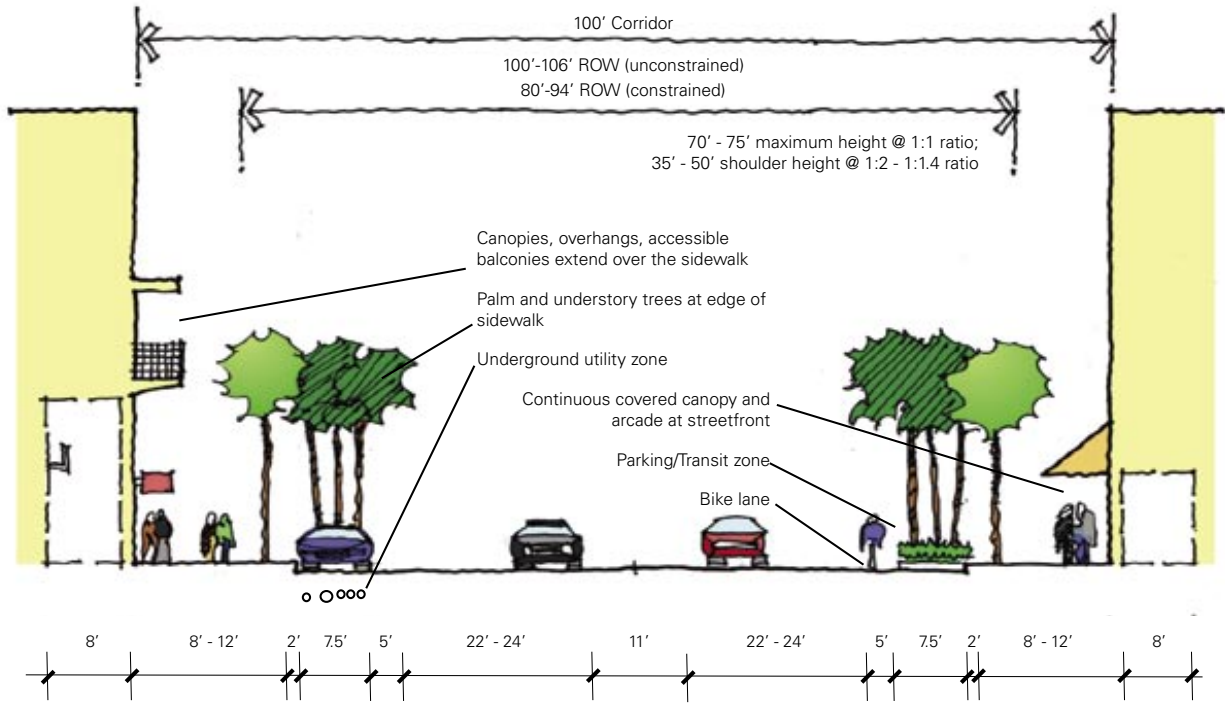 100’ Corridor
100’-106’ ROW (unconstrained)
80’-94’ ROW (constrained)
70’ - 75’ maximum height @ 1:1 ratio;
35’ - 50’ shoulder height @ 1:2 - 1:1.4 ratio
Canopies, overhangs, accessible
balconies extend over the sidewalk
Palm and understory trees at edge of
sidewalk
Underground utility zone
Continuous covered canopy and
arcade at streetfront
Parking/Transit zone
Bike lane
8’ 8’ - 12’ 2’ 7.5’ 5’ 22’ - 24’ 11’ 22’ - 24’ 5’ 7.5’ 2’ 8’ - 12’ 8’